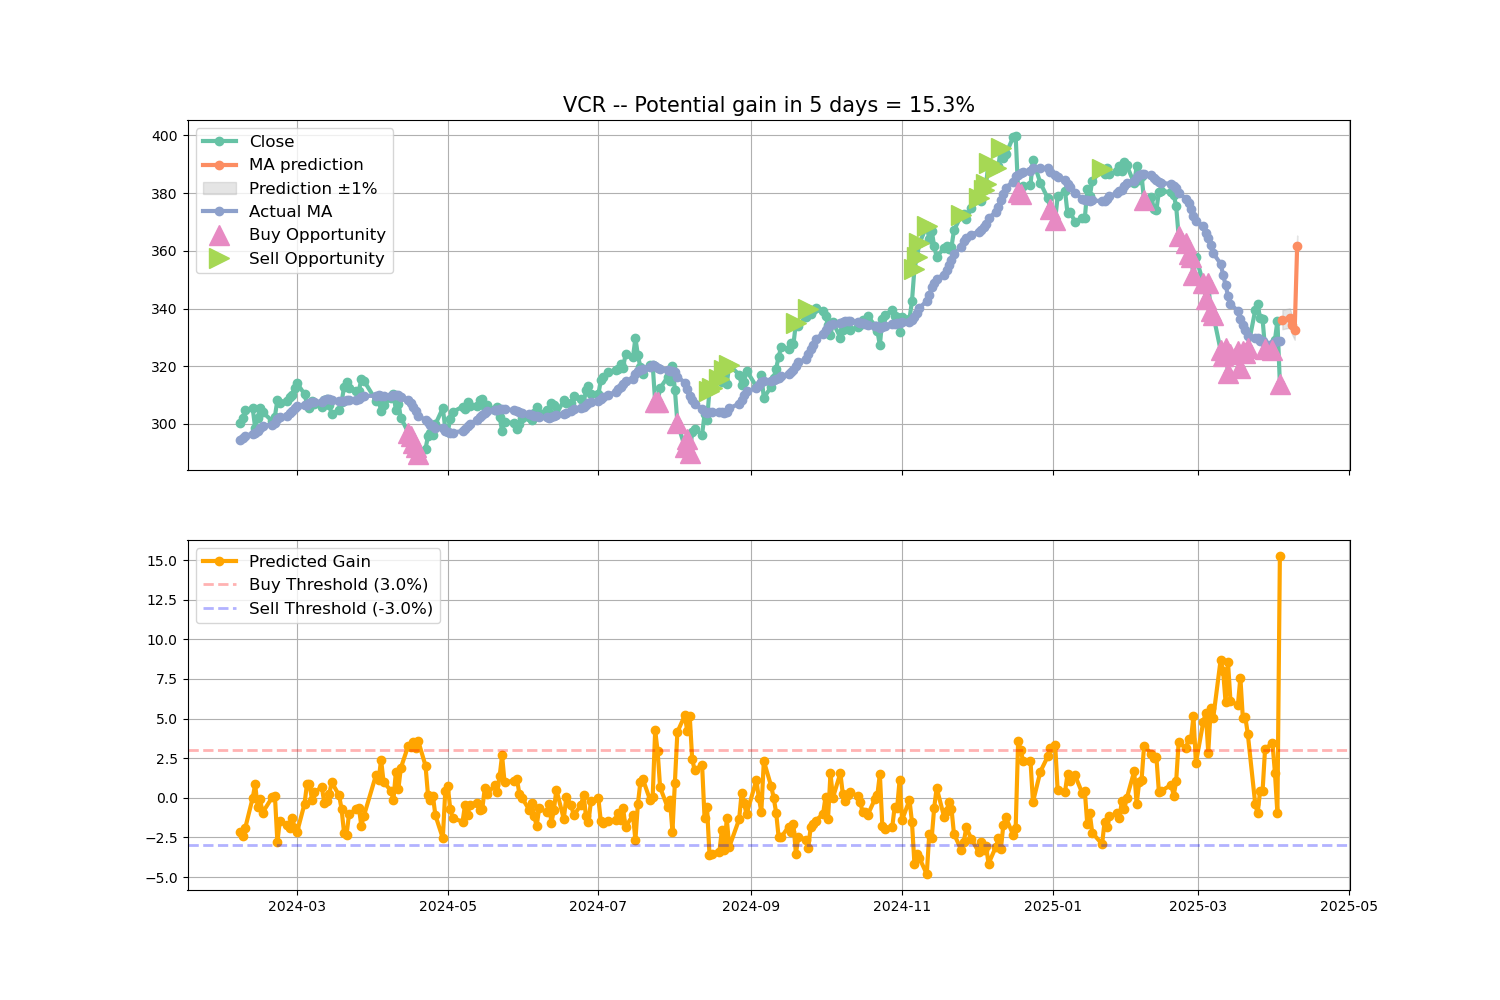 VCR -- Potential gain in 5 days = 15.3%
400
380
360
340
320
300
Close
MA prediction
Prediction ±1%
Actual MA
Buy Opportunity
Sell Opportunity
15.0
12.5
10.0
7.5
5.0
2.5
0.0
−2.5
−5.0
Predicted Gain
Buy Threshold (3.0%)
Sell Threshold (-3.0%)
2024-03 2024-05 2024-07 2024-09 2024-11 2025-01 2025-03 2025-05